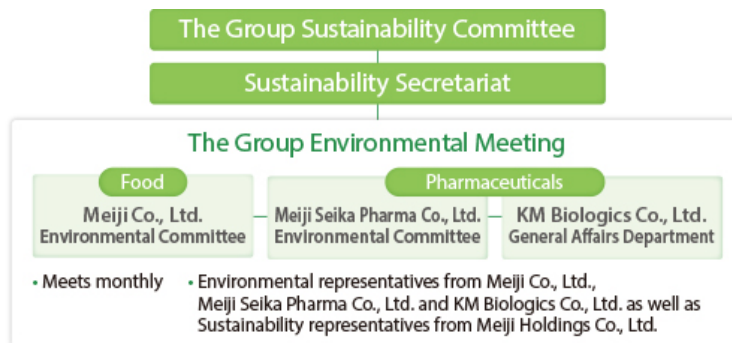 The Group Sustainability Committee
Sustainability Secretariat
The Group Environmental Meeting
Food
Meiji Co., Ltd.
Environmental Committee
Pharmaceuticals
Meiji Seika Pharma Co., Ltd.
Environmental Committee
KM Biologics Co., Ltd.
General Affairs Department
・Meets monthly
・Environmental representatives from Meiji Co., Ltd.,
Meiji Seika Pharma Co., Ltd. and KM Biologics Co., Ltd. as well as
Sustainability representatives from Meiji Holdings Co., Ltd.